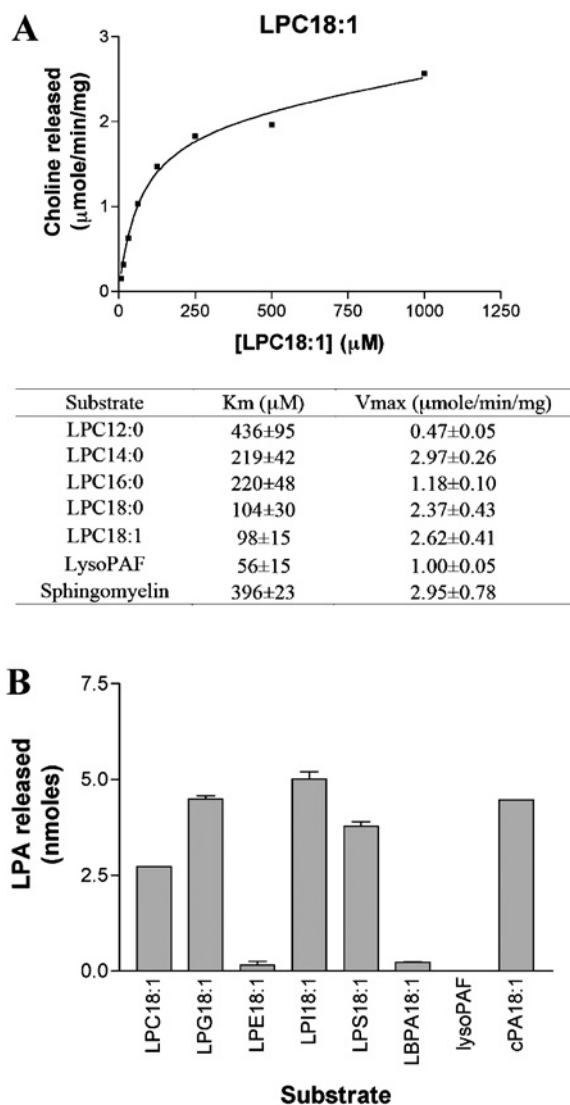 A
LPC18:1
Choline released
(μmole/min/mg)
3
2
1
0
0 250 500 750 1000 1250
[LPC18:1] (μM)
Substrate Km (μM) Vmax (μmole/min/mg)
LPC12:0 436±95 0.47±0.05
LPC14:0 219±42 2.97±0.26
LPC16:0 220±48 1.18±0.10
LPC18:0 104±30 2.37±0.43
LPC18:1 98±15 2.62±0.41
LysoPAF 56±15 1.00±0.05
Sphingomyelin 396±23 2.95±0.78
B
LPA released
(nmoles)
7.5
5.0
2.5
0.0
LPC18:1
LPG18:1
LPE18:1
LPI18:1
LPS18:1
LBPA18:1
lysoPAF
cPA18:1
Substrate